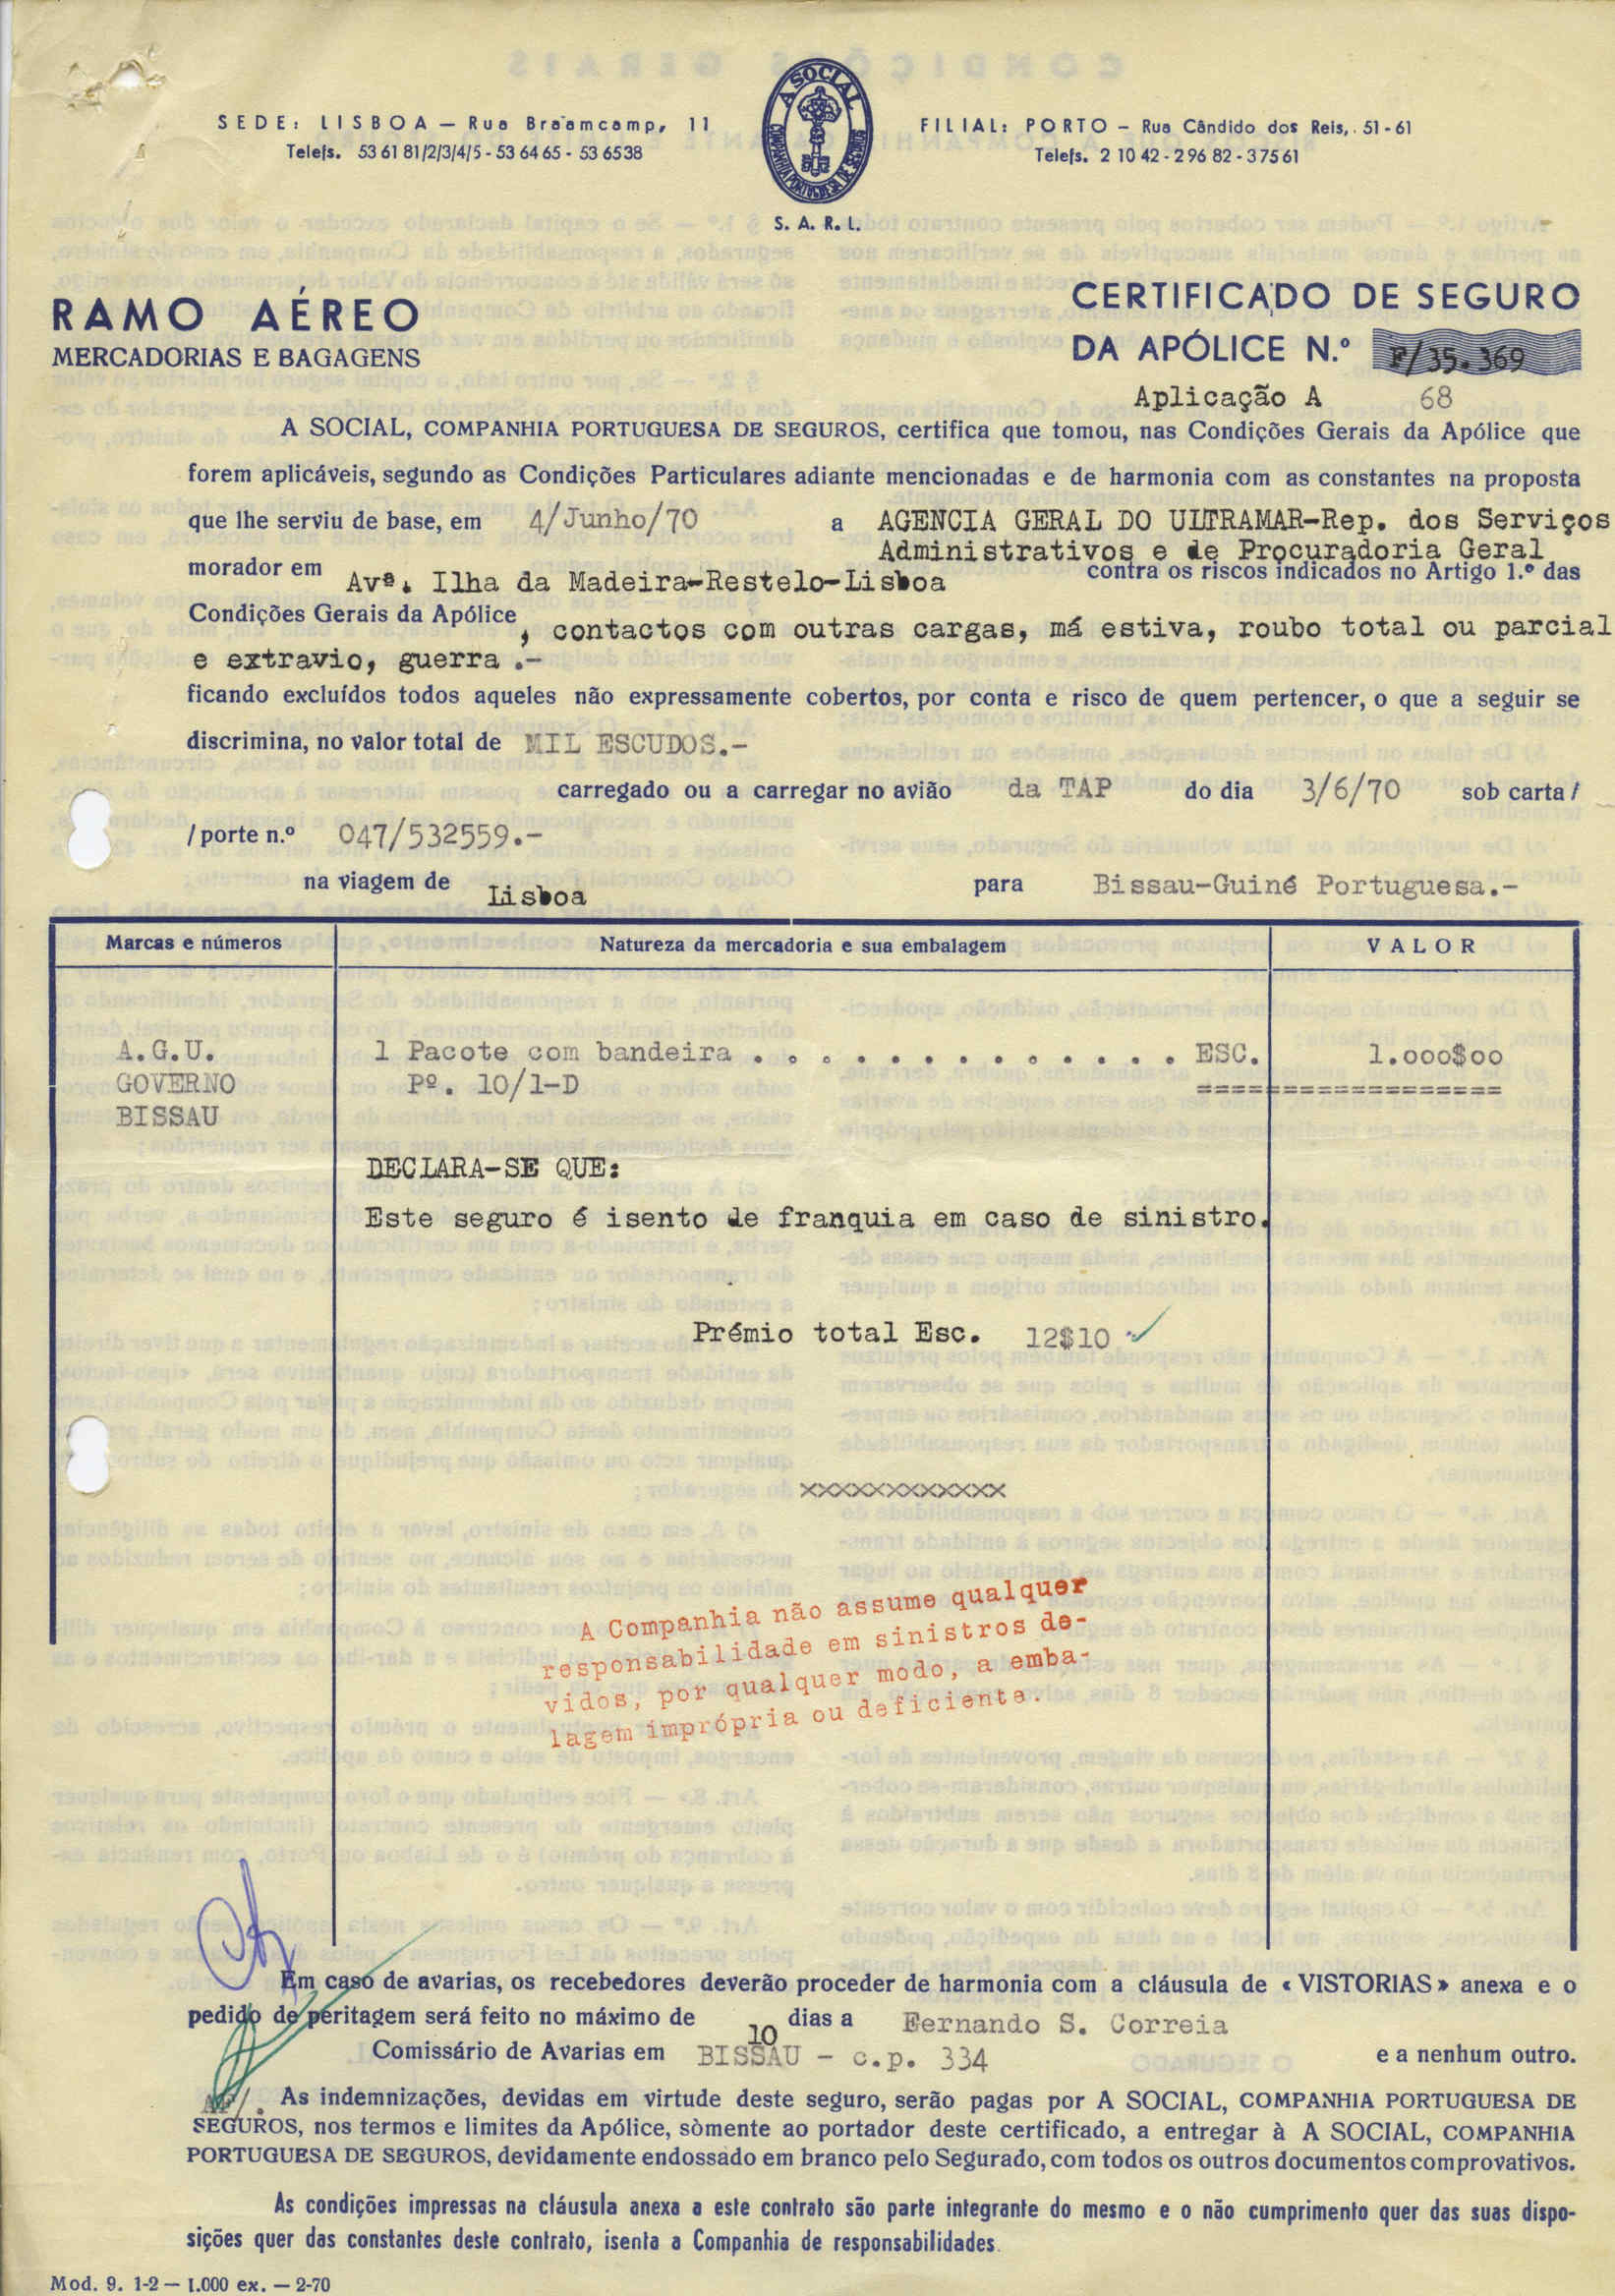 SEDE: LISBOA — Rua Braamcamp, 11
Telefs. 53 61 81/2/3/4/5 - 53 64 65 - 53 65 38
A SOCIAL
COMPANHIA PORTUGUESA DE SEGUROS
S. A. R. L.
FILIAL: PORTO – Rua Cândido dos Reis, 51 - 61
Telefs. 2 10 42 - 2 96 82 - 3 75 61
RAMO AÉREO
MERCADORIAS E BAGAGENS
CERTIFICADO DE SEGURO
DA APÓLICE N.º F/35.369
Aplicação A 68
A SOCIAL, COMPANHIA PORTUGUESA DE SEGUROS, certifica que tomou, nas Condições Gerais da Apólice que
forem aplicáveis, segundo as Condições Particulares adiante mencionadas e de harmonia com as constantes na proposta
que lhe serviu de base, em 4/Junho/70 a AGENCIA GERAL DO ULTRAMAR-Rep. dos Serviços
Administrativos e de Procuradoria Geral
morador em Avª. Ilha da Madeira-Restelo-Lisboa contra os riscos indicados no Artigo 1.º das
Condições Gerais da Apólice, contactos com outras cargas, má estiva, roubo total ou parcial
e extravio, guerra .-
ficando excluídos todos aqueles não expressamente cobertos, por conta e risco de quem pertencer, o que a seguir se
discrimina, no valor total de MIL ESCUDOS.-
carregado ou a carregar no avião da TAP do dia 3/6/70 sob carta /
/ porte n.º 047/532559.-
na viagem de Lisboa para Bissau-Guiné Portuguesa.-
Marcas e números Natureza da mercadoria e sua embalagem VALOR
A.G.U. 1 Pacote com bandeira . . . . . . . . . . . . . ESC. 1.000$00
GOVERNO Pº. 10/1-D ==================
BISSAU
DECLARA-SE QUE:
Este seguro é isento de franquia em caso de sinistro.
Prémio total Esc. 12$10
XXXXXXXXXXXXX
A Companhia não assume qualquer
responsabilidade em sinistros de-
vidos, por qualquer modo, a emba-
lagem imprópria ou deficiente.
Em caso de avarias, os recebedores deverão proceder de harmonia com a cláusula de « VISTORIAS » anexa e o
pedido de peritagem será feito no máximo de 10 dias a Fernando S. Correia
Comissário de Avarias em BISSAU - c.p. 334 e a nenhum outro.
As indemnizações, devidas em virtude deste seguro, serão pagas por A SOCIAL, COMPANHIA PORTUGUESA DE
SEGUROS, nos termos e limites da Apólice, sòmente ao portador deste certificado, a entregar à A SOCIAL, COMPANHIA
PORTUGUESA DE SEGUROS, devidamente endossado em branco pelo Segurado, com todos os outros documentos comprovativos.
As condições impressas na cláusula anexa a este contrato são parte integrante do mesmo e o não cumprimento quer das suas dispo-
sições quer das constantes deste contrato, isenta a Companhia de responsabilidades.
Mod. 9. 1-2 — 1.000 ex. — 2-70